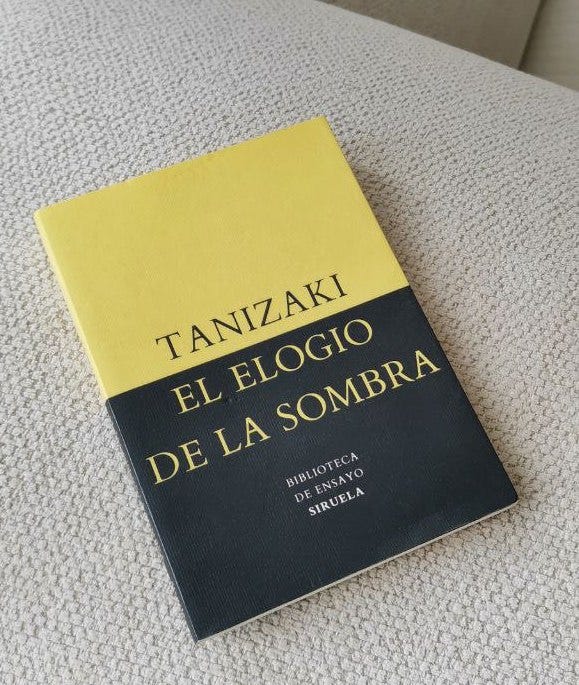 TANIZAKI
EL ELOGIO
DE LA SOMBRA
BIBLIOTECA
DE ENSAYO
SIRUELA